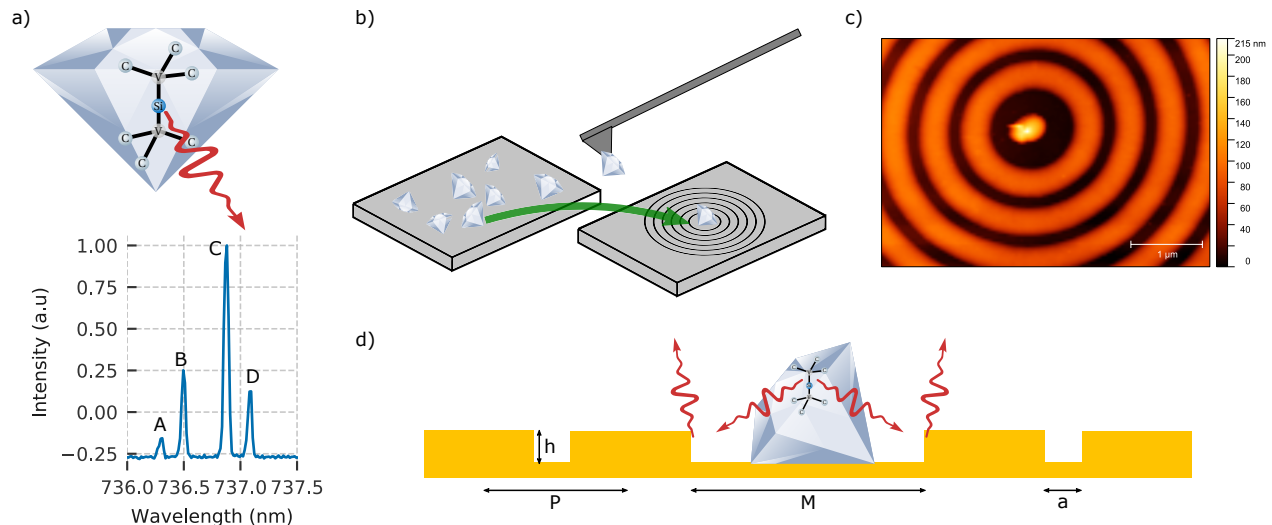 a)
C
C
C
V
Si
V
C
C
C
1.00
0.75
0.50
0.25
0.00
−0.25
Intensity (a.u)
A
B
C
D
736.0 736.5 737.0 737.5
Wavelength (nm)
b)
c)
215 nm
200
180
160
140
120
100
80
60
40
20
0
1 µm
d)
C
C
C
C
C
C
h
P
M
a